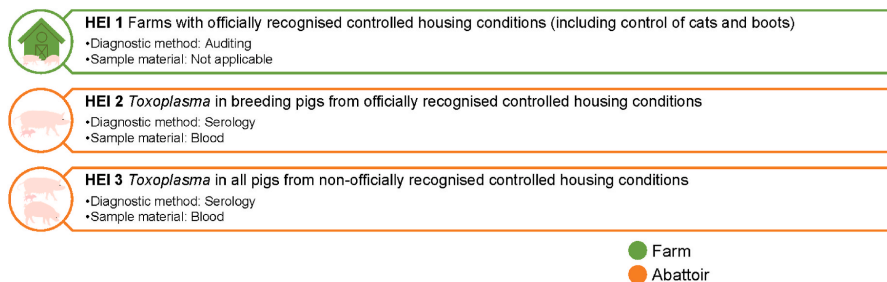 HEI 1 Farms with officially recognised controlled housing conditions (including control of cats and boots)
•Diagnostic method: Auditing
•Sample material: Not applicable
HEI 2 Toxoplasma in breeding pigs from officially recognised controlled housing conditions
•Diagnostic method: Serology
•Sample material: Blood
HEI 3 Toxoplasma in all pigs from non-officially recognised controlled housing conditions
•Diagnostic method: Serology
•Sample material: Blood
Farm
Abattoir